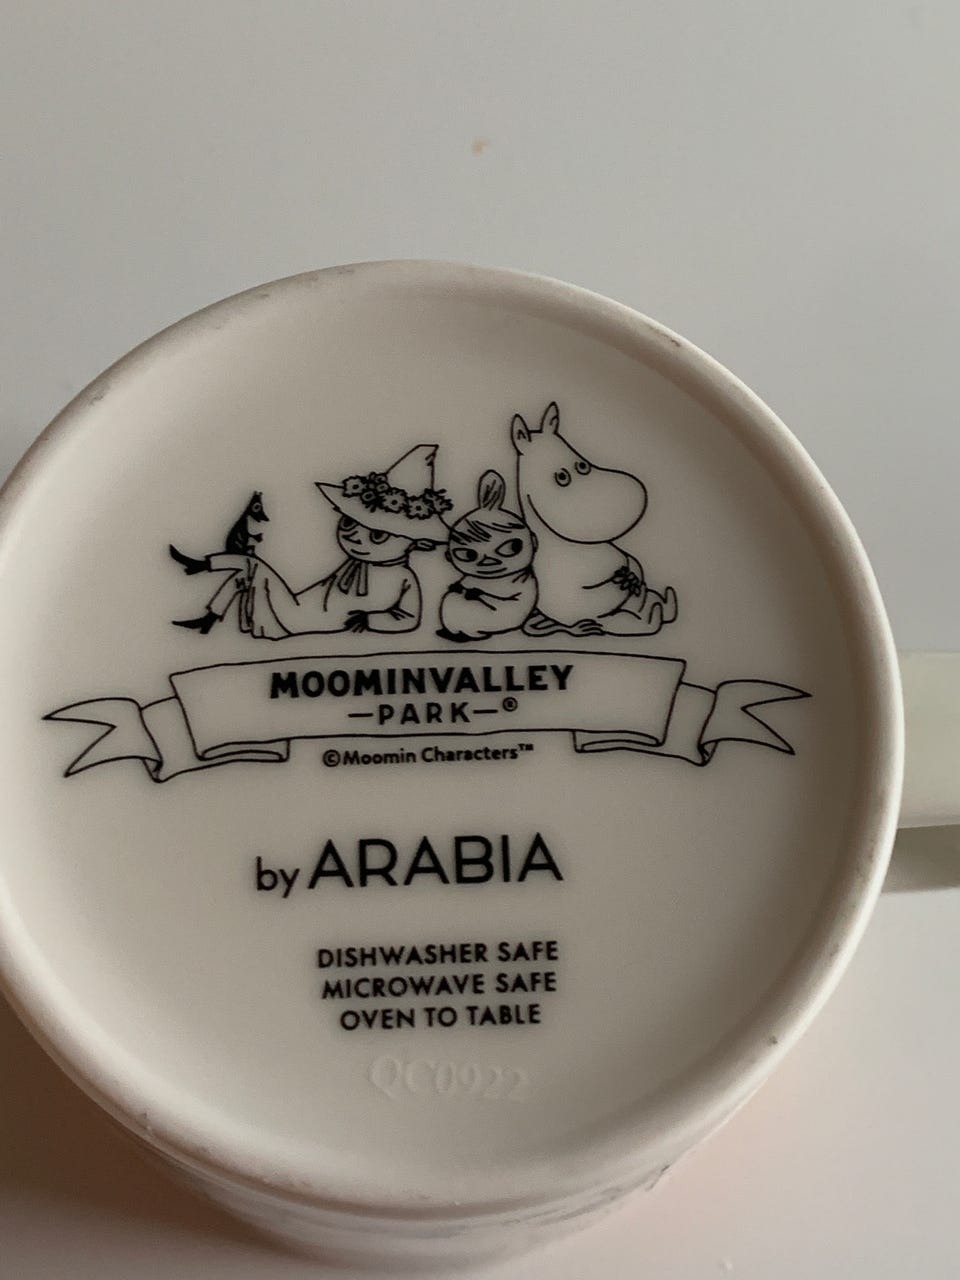 MOOMINVALLEY
—PARK—®
©Moomin Characters™
by ARABIA
DISHWASHER SAFE
MICROWAVE SAFE
OVEN TO TABLE
QC0922